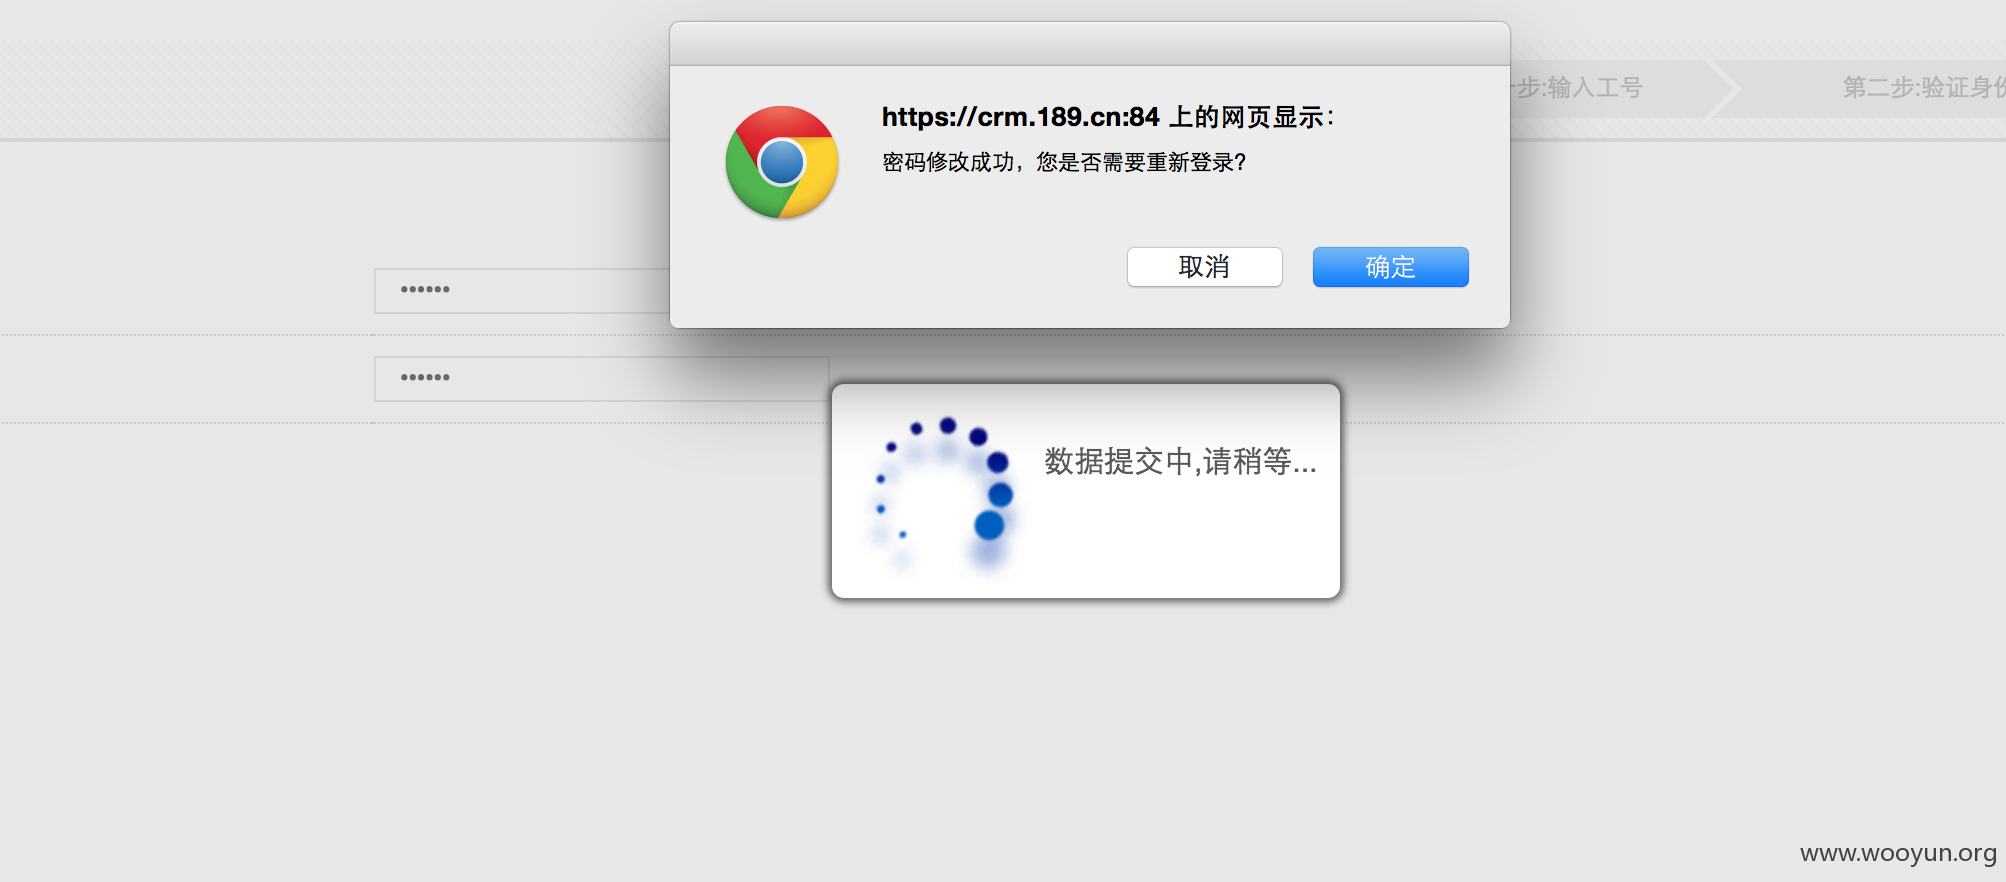 https://crm.189.cn:84 上的网页显示：
密码修改成功，您是否需要重新登录?
取消
确定
步:输入工号
第二步:验证身份
••••••
••••••
数据提交中,请稍等...
www.wooyun.org